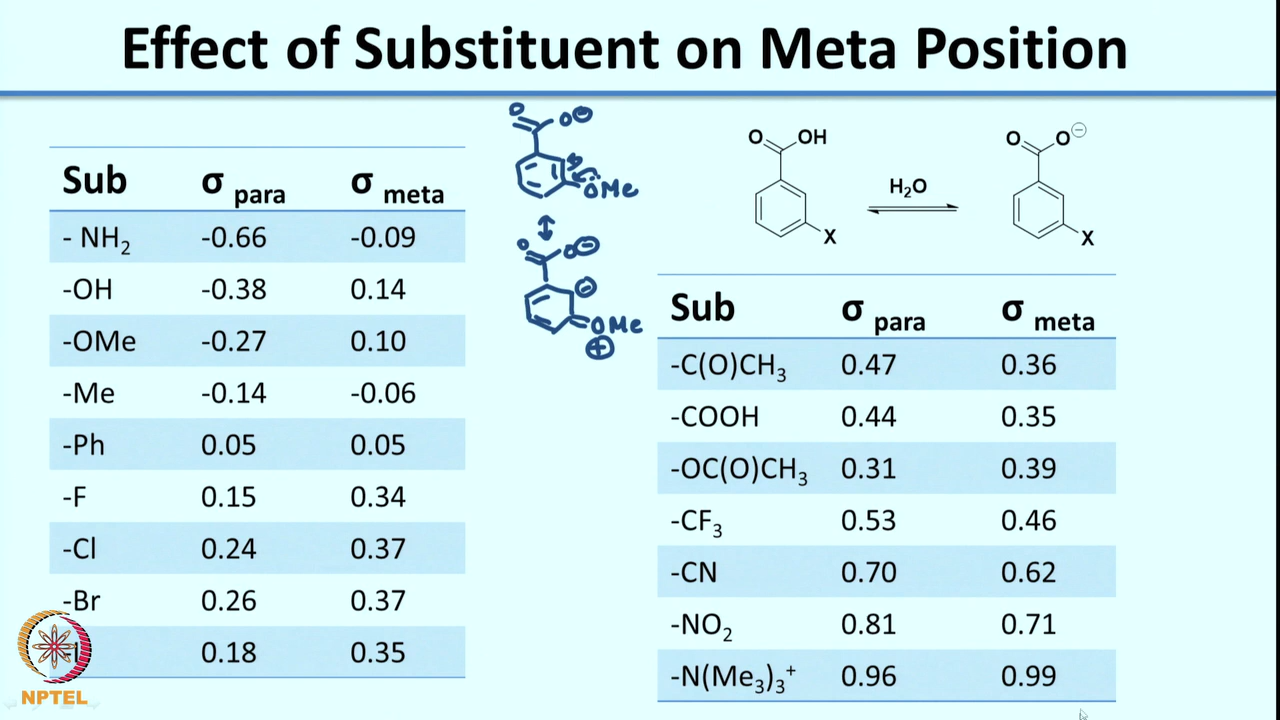 Effect of Substituent on Meta Position
Sub σ para σ meta
- NH₂ -0.66 -0.09
-OH -0.38 0.14
-OMe -0.27 0.10
-Me -0.14 -0.06
-Ph 0.05 0.05
-F 0.15 0.34
-Cl 0.24 0.37
-Br 0.26 0.37
0.18 0.35
O O⊖
ÖMe
O O⊖
⊖
OMe
⊕
O OH
X
H₂O
O O⊖
X
Sub σ para σ meta
-C(O)CH₃ 0.47 0.36
-COOH 0.44 0.35
-OC(O)CH₃ 0.31 0.39
-CF₃ 0.53 0.46
-CN 0.70 0.62
-NO₂ 0.81 0.71
-N(Me₃)₃⁺ 0.96 0.99
NPTEL